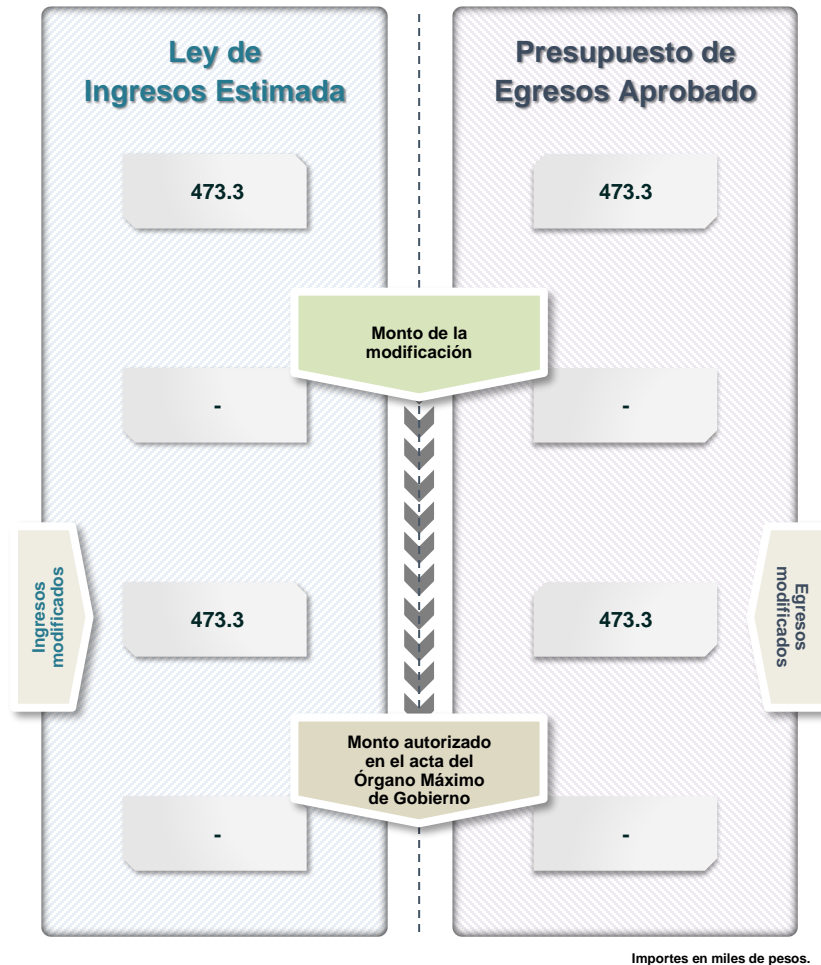 Ley de
Ingresos Estimada
Presupuesto de
Egresos Aprobado
473.3
473.3
Monto de la
modificación
-
-
Ingresos
modificados
473.3
473.3
Egresos
modificados
Monto autorizado
en el acta del
Órgano Máximo
de Gobierno
-
-
Importes en miles de pesos.